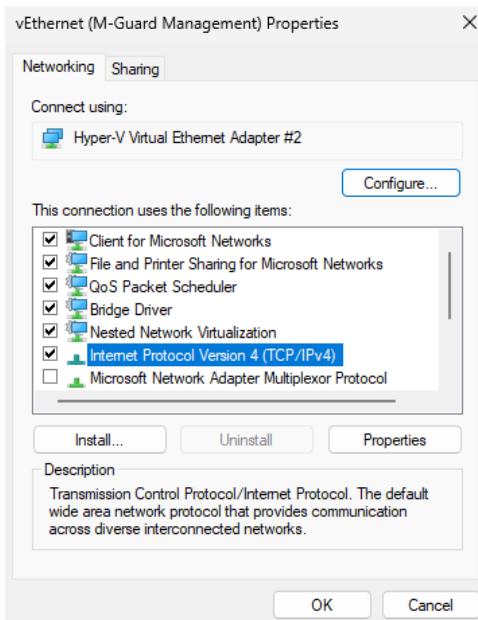 vEthernet (M-Guard Management) Properties
Networking
Sharing
Connect using:
Hyper-V Virtual Ethernet Adapter #2
Configure...
This connection uses the following items:
Client for Microsoft Networks
File and Printer Sharing for Microsoft Networks
QoS Packet Scheduler
Bridge Driver
Nested Network Virtualization
Internet Protocol Version 4 (TCP/IPv4)
Microsoft Network Adapter Multiplexor Protocol
Install...
Uninstall
Properties
Description
Transmission Control Protocol/Internet Protocol. The default
wide area network protocol that provides communication
across diverse interconnected networks.
OK
Cancel